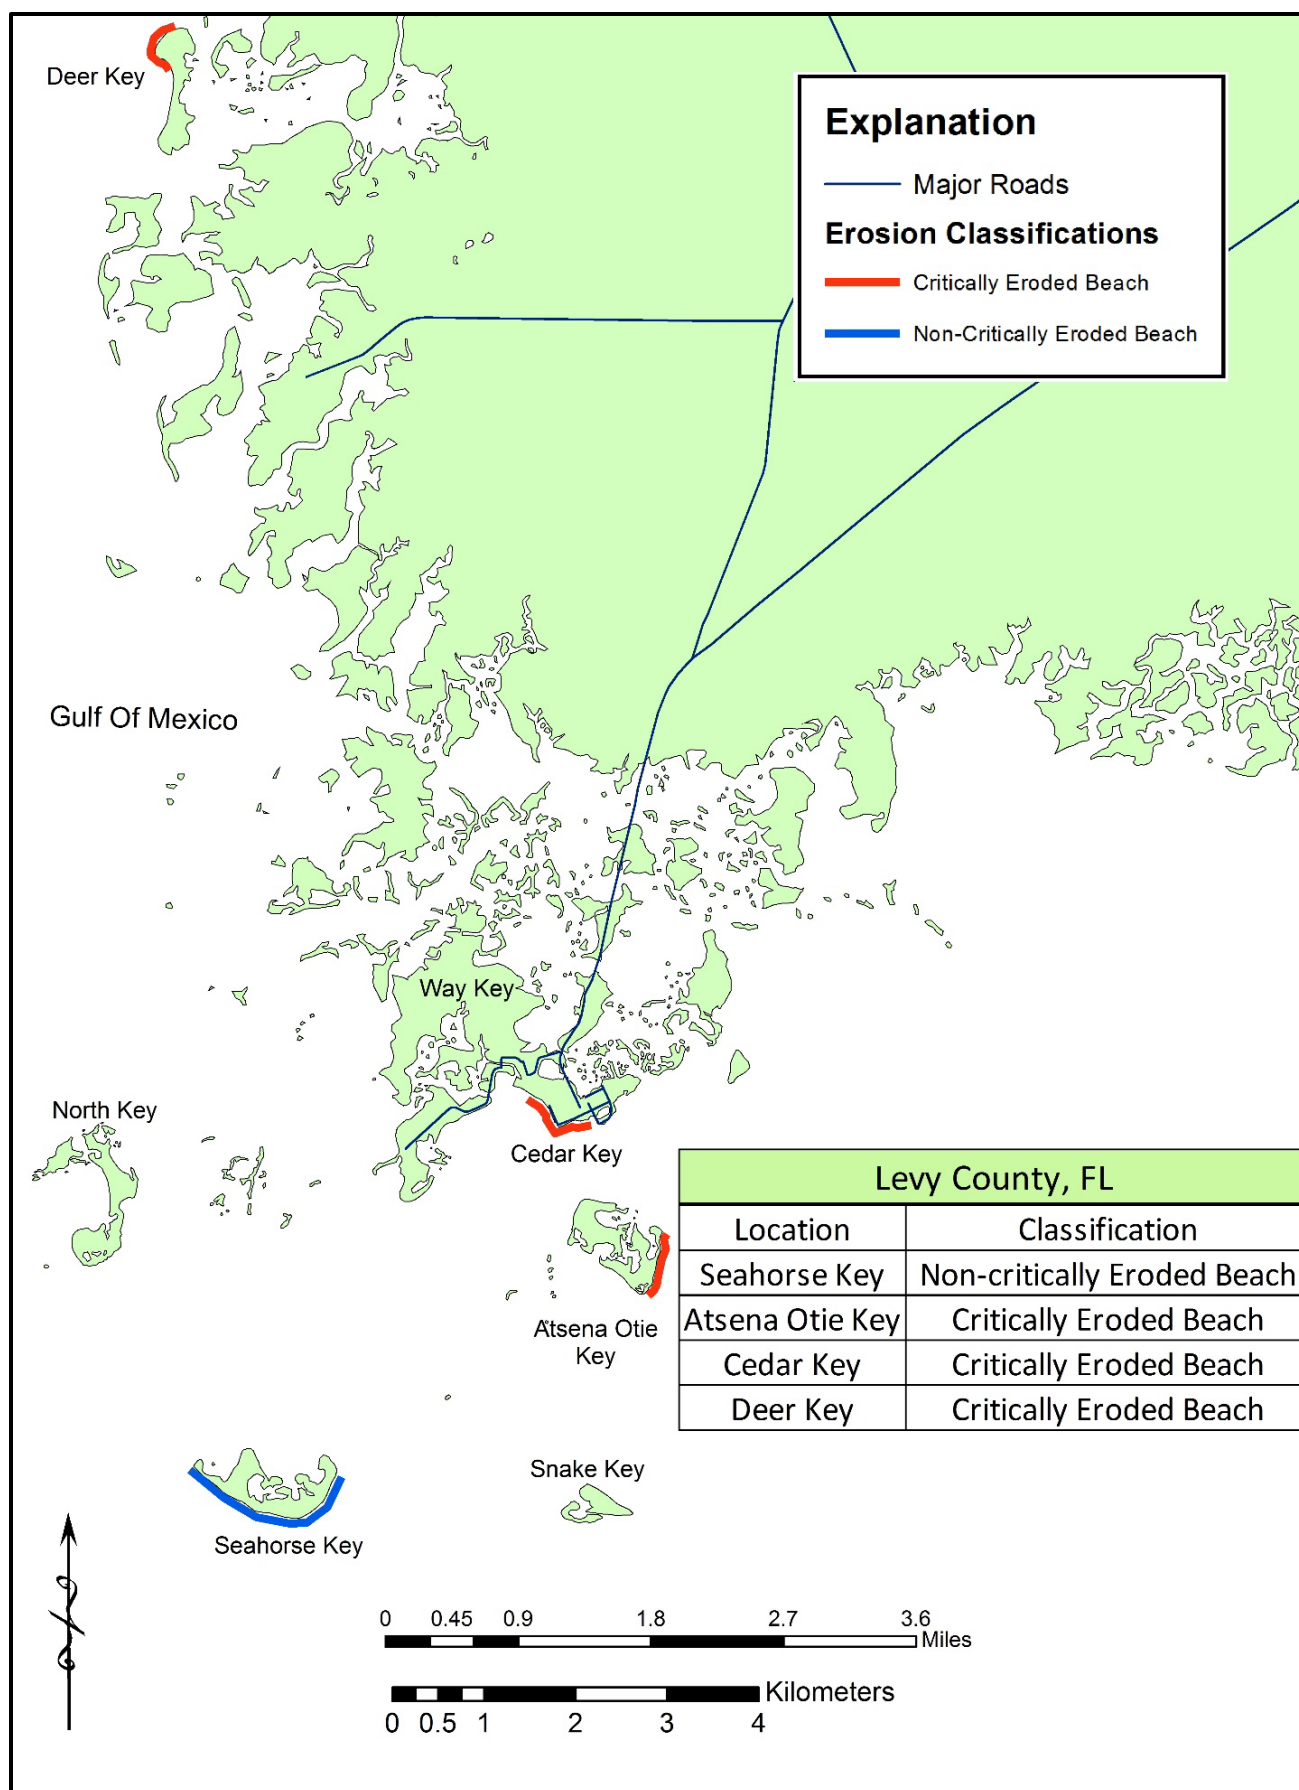 Deer Key
Explanation
Major Roads
Erosion Classifications
Critically Eroded Beach
Non-Critically Eroded Beach
Gulf Of Mexico
Way Key
North Key
Cedar Key
Levy County, FL
Location Classification
Seahorse Key Non-critically Eroded Beach
Atsena Otie Key Critically Eroded Beach
Cedar Key Critically Eroded Beach
Deer Key Critically Eroded Beach
Atsena Otie
Key
Snake Key
Seahorse Key
0 0.45 0.9 1.8 2.7 3.6
Miles
Kilometers
0 0.5 1 2 3 4